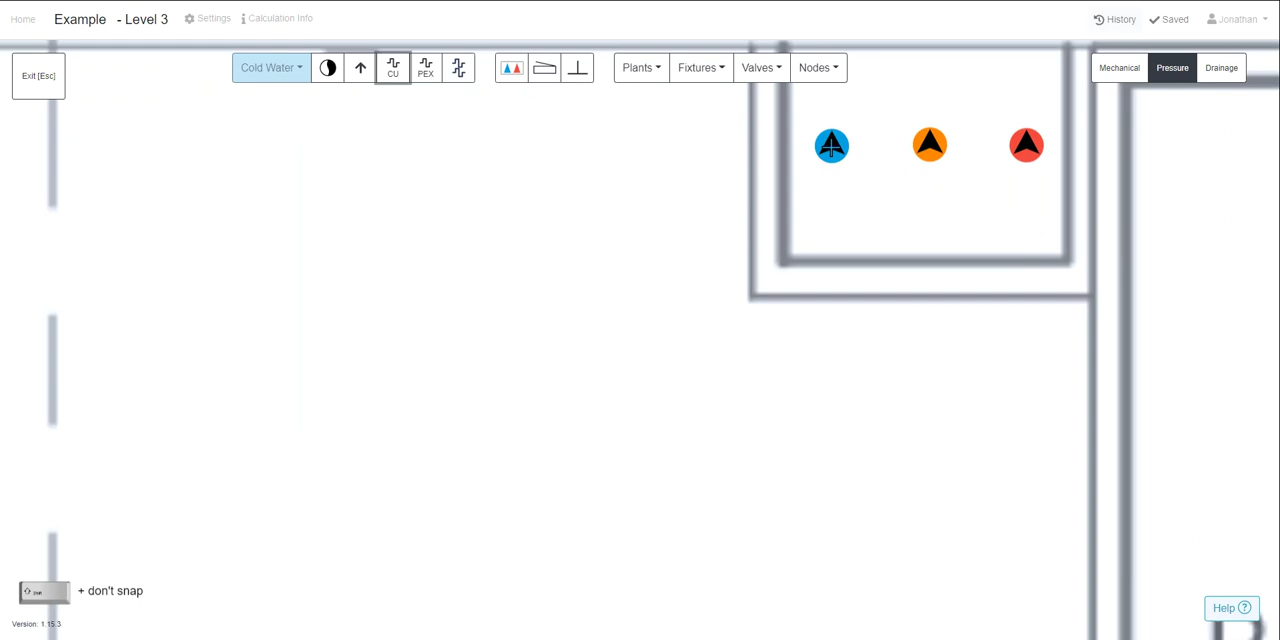 Home Example - Level 3 Settings Calculation Info History Saved Jonathan
Exit [Esc] Cold Water CU PEX Plants Fixtures Valves Nodes Mechanical Pressure Drainage
+ don't snap
Version: 1.15.3
Help